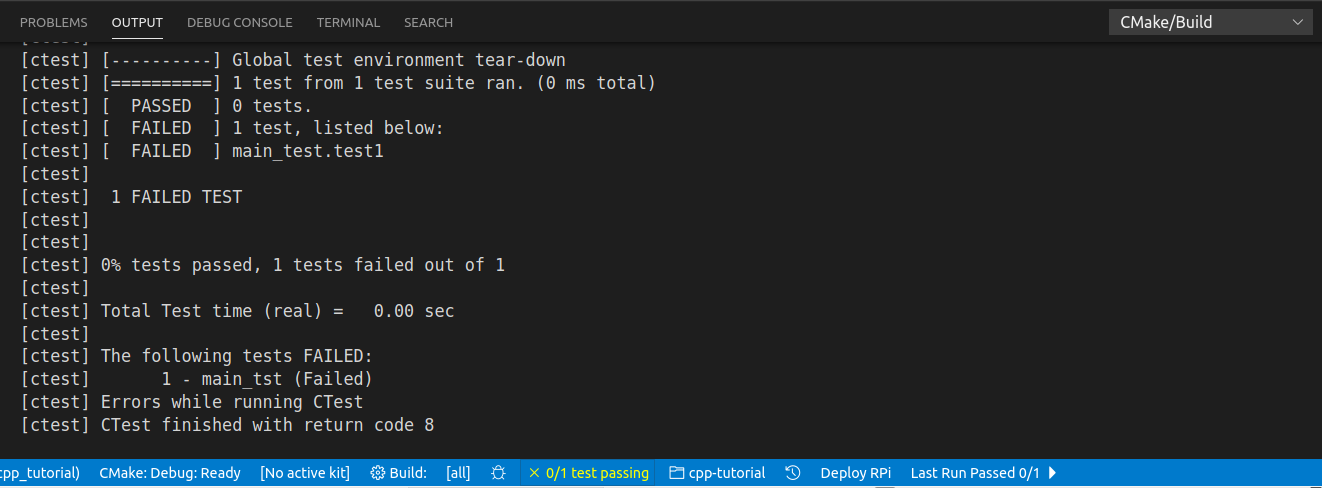 PROBLEMS OUTPUT DEBUG CONSOLE TERMINAL SEARCH CMake/Build
[ctest] [----------] Global test environment tear-down
[ctest] [==========] 1 test from 1 test suite ran. (0 ms total)
[ctest] [  PASSED  ] 0 tests.
[ctest] [  FAILED  ] 1 test, listed below:
[ctest] [  FAILED  ] main_test.test1
[ctest]
[ctest]  1 FAILED TEST
[ctest]
[ctest]
[ctest] 0% tests passed, 1 tests failed out of 1
[ctest]
[ctest] Total Test time (real) =   0.00 sec
[ctest]
[ctest] The following tests FAILED:
[ctest]       1 - main_tst (Failed)
[ctest] Errors while running CTest
[ctest] CTest finished with return code 8
cpp_tutorial) CMake: Debug: Ready [No active kit] Build: [all] × 0/1 test passing cpp-tutorial Deploy RPi Last Run Passed 0/1